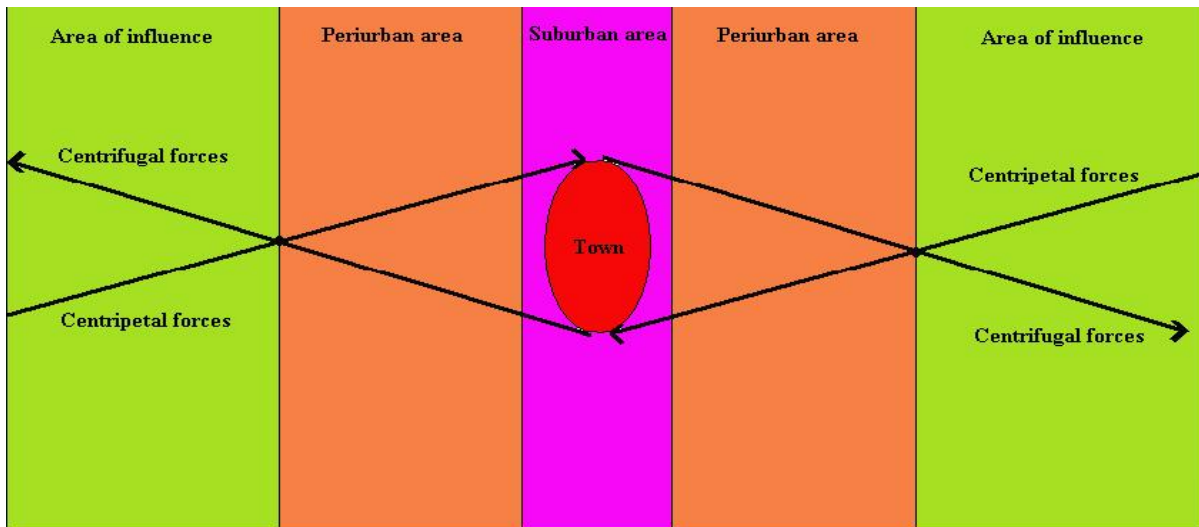 Area of influence
Periurban area
Suburban area
Periurban area
Area of influence
Centrifugal forces
Centripetal forces
Town
Centripetal forces
Centrifugal forces